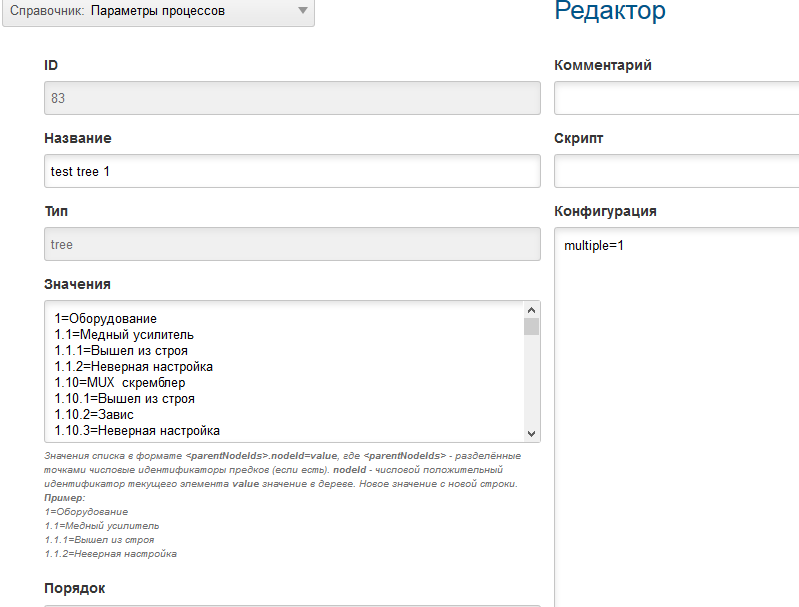 Справочник: Параметры процессов
Редактор
ID
83
Название
test tree 1
Тип
tree
Значения
1=Оборудование
1.1=Медный усилитель
1.1.1=Вышел из строя
1.1.2=Неверная настройка
1.10=MUX  скремблер
1.10.1=Вышел из строя
1.10.2=Завис
1.10.3=Неверная настройка
Значения списка в формате <parentNodeIds>.nodeId=value, где <parentNodeIds> - разделённые
точками числовые идентификаторы предков (если есть). nodeId - числовой положительный
идентификатор текущего элемента value значение в дереве. Новое значение с новой строки.
Пример:
1=Оборудование
1.1=Медный усилитель
1.1.1=Вышел из строя
1.1.2=Неверная настройка
Порядок
Комментарий
Скрипт
Конфигурация
multiple=1